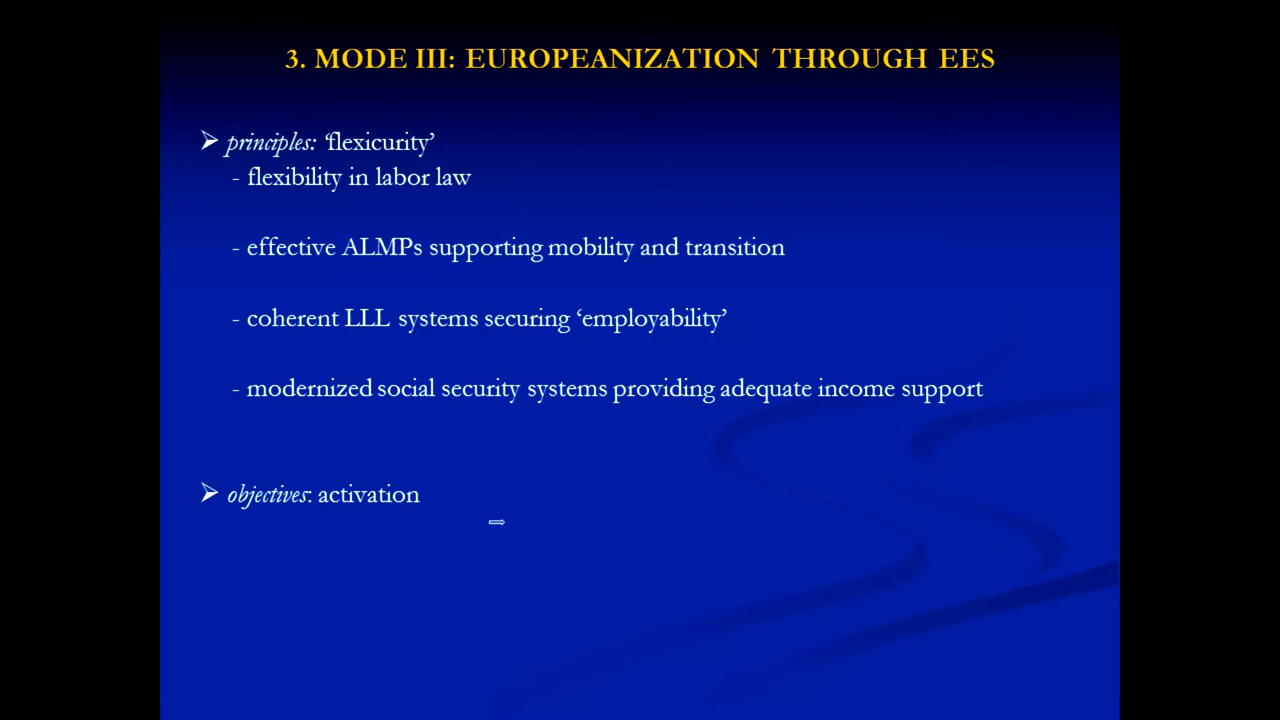 3. MODE III: EUROPEANIZATION THROUGH EES
➢ principles: ‘flexicurity’
- flexibility in labor law
- effective ALMPs supporting mobility and transition
- coherent LLL systems securing ‘employability’
- modernized social security systems providing adequate income support
➢ objectives: activation